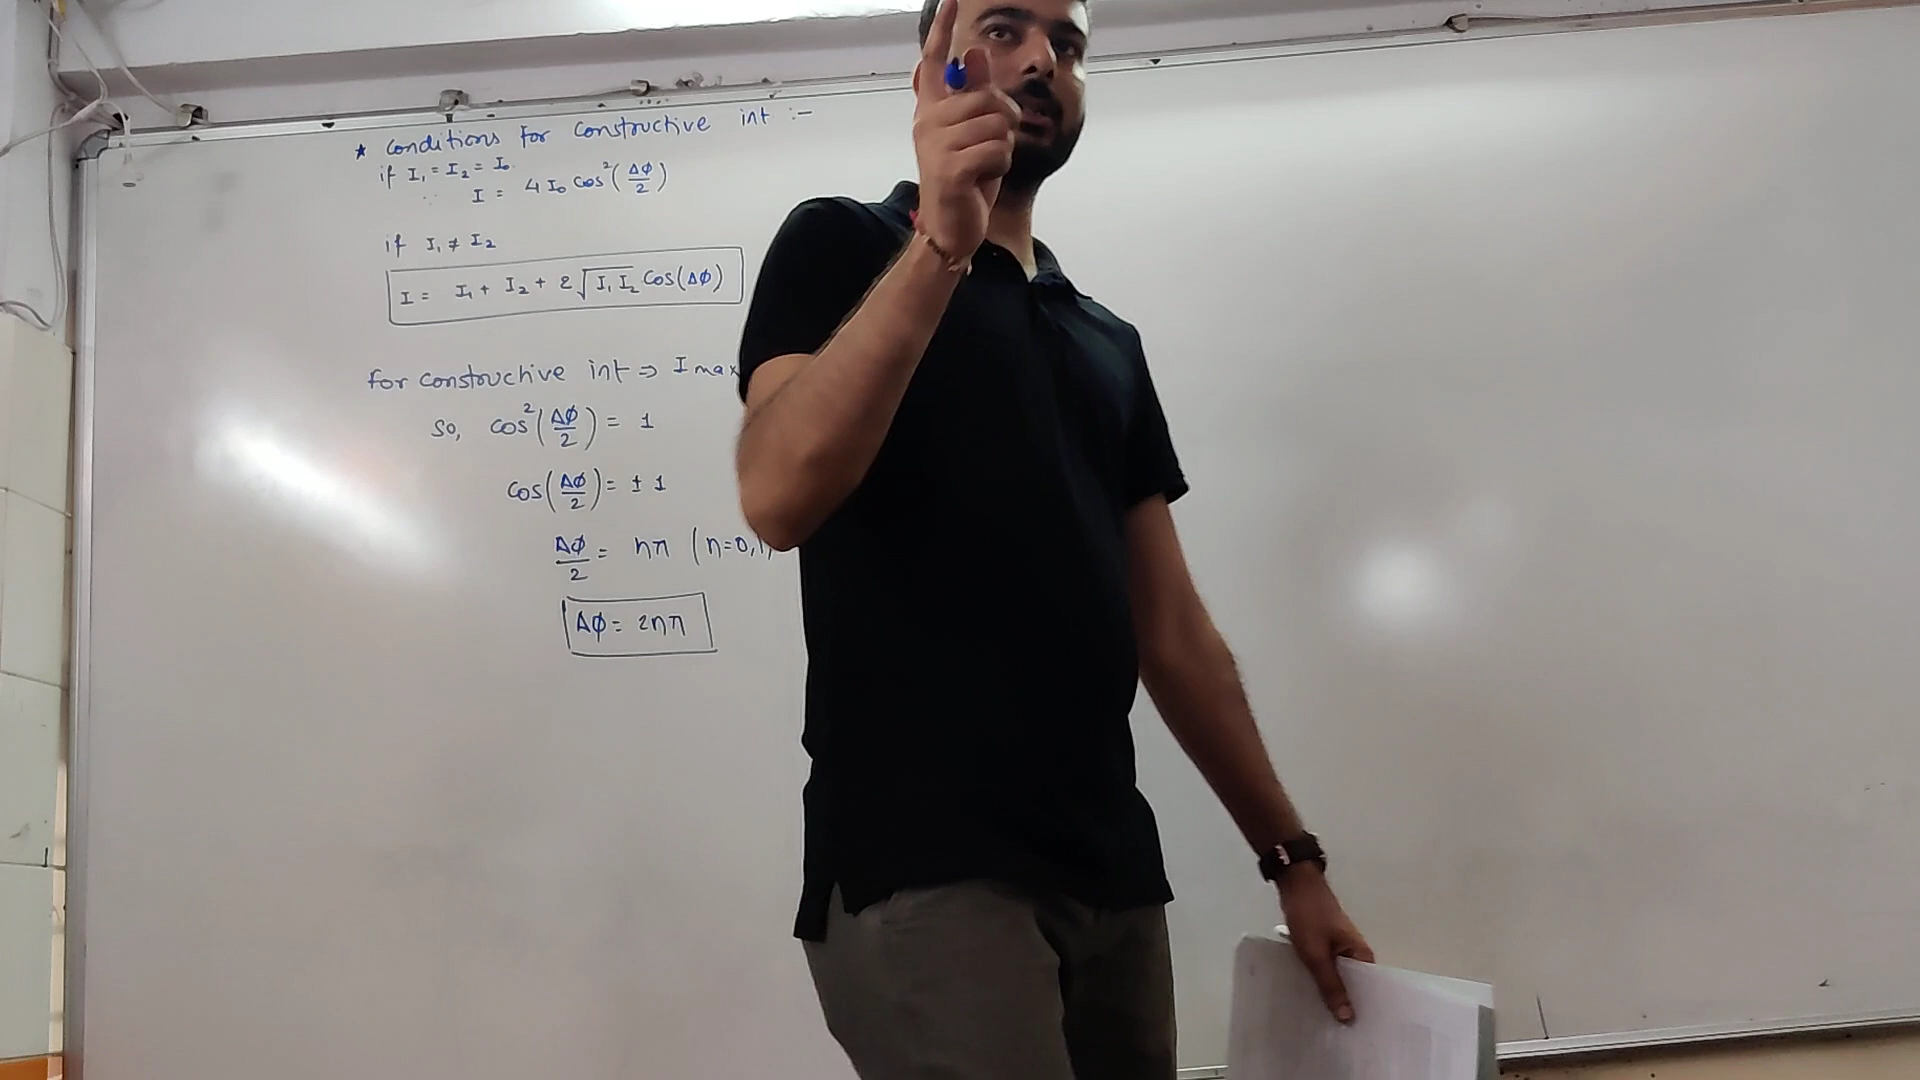 * Conditions for Constructive int :-
if I₁ = I₂ = I₀
∴ I = 4 I₀ cos²(Δφ/2)
if I₁ ≠ I₂
I = I₁ + I₂ + 2√I₁I₂ Cos(Δφ)
for constructive int ⇒ I max
So, cos²(Δφ/2) = 1
cos(Δφ/2) = ± 1
Δφ/2 = nπ (n=0,1
Δφ = 2nπ